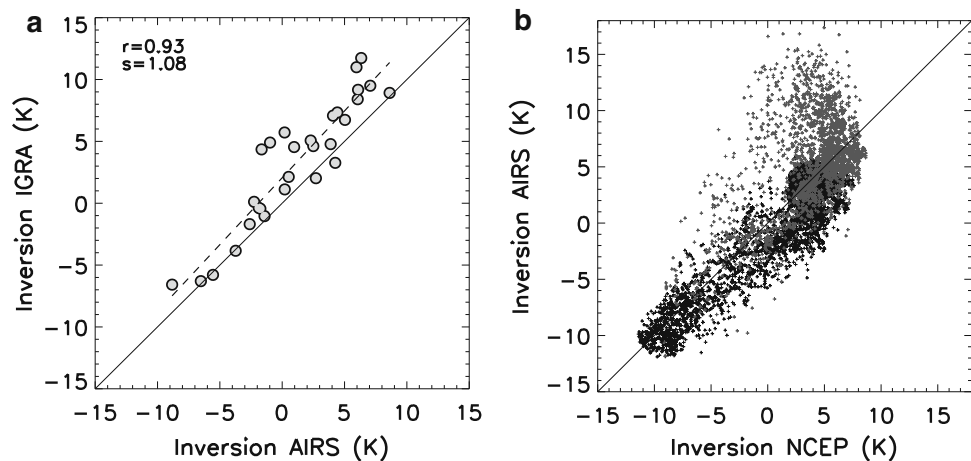 a
r=0.93
s=1.08
15
10
5
0
−5
−10
−15
Inversion IGRA (K)
−15 −10 −5 0 5 10 15
Inversion AIRS (K)
b
15
10
5
0
−5
−10
−15
Inversion AIRS (K)
−15 −10 −5 0 5 10 15
Inversion NCEP (K)